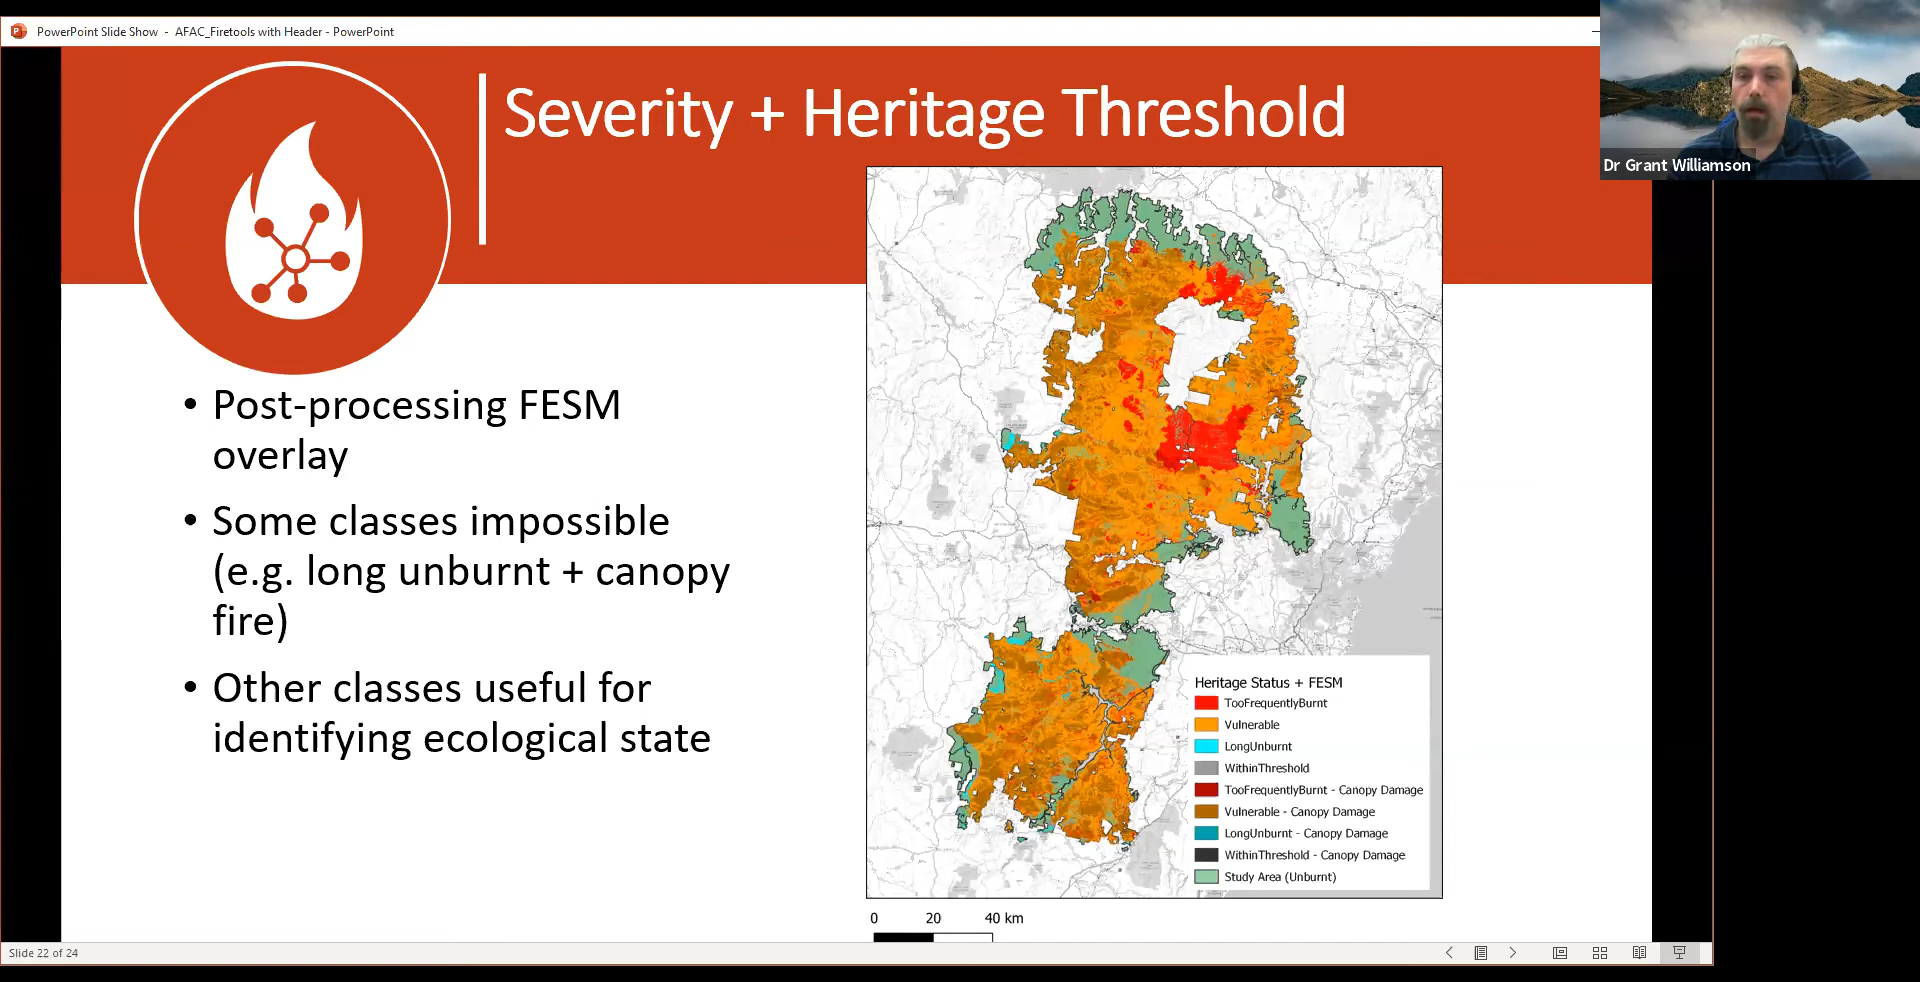 PowerPoint Slide Show - AFAC_Firetools with Header - PowerPoint
Severity + Heritage Threshold
Dr Grant Williamson
• Post-processing FESM
overlay
• Some classes impossible
(e.g. long unburnt + canopy
fire)
• Other classes useful for
identifying ecological state
Heritage Status + FESM
TooFrequentlyBurnt
Vulnerable
LongUnburnt
WithinThreshold
TooFrequentlyBurnt - Canopy Damage
Vulnerable - Canopy Damage
LongUnburnt - Canopy Damage
WithinThreshold - Canopy Damage
Study Area (Unburnt)
0 20 40 km
Slide 22 of 24